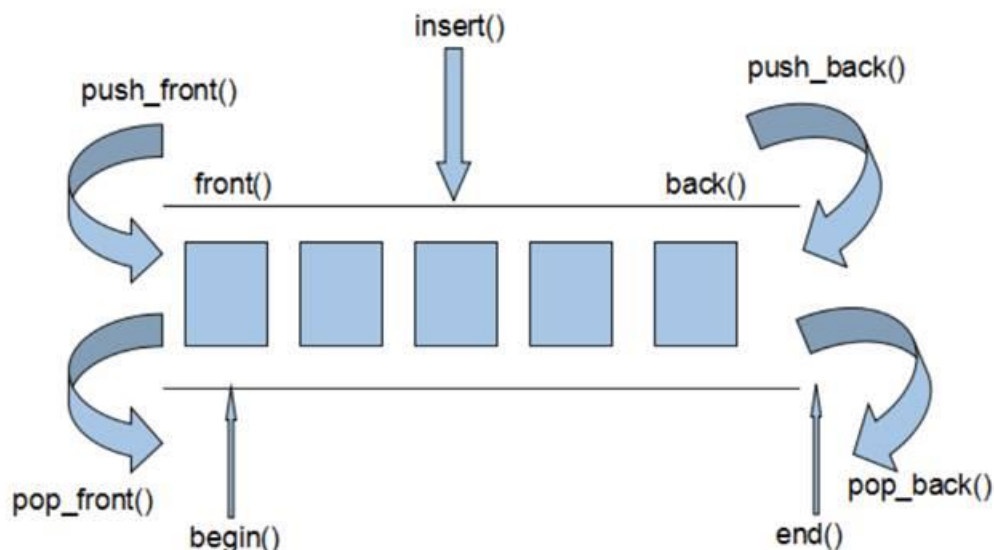 insert()
push_front()
push_back()
front()
back()
pop_front()
pop_back()
begin()
end()